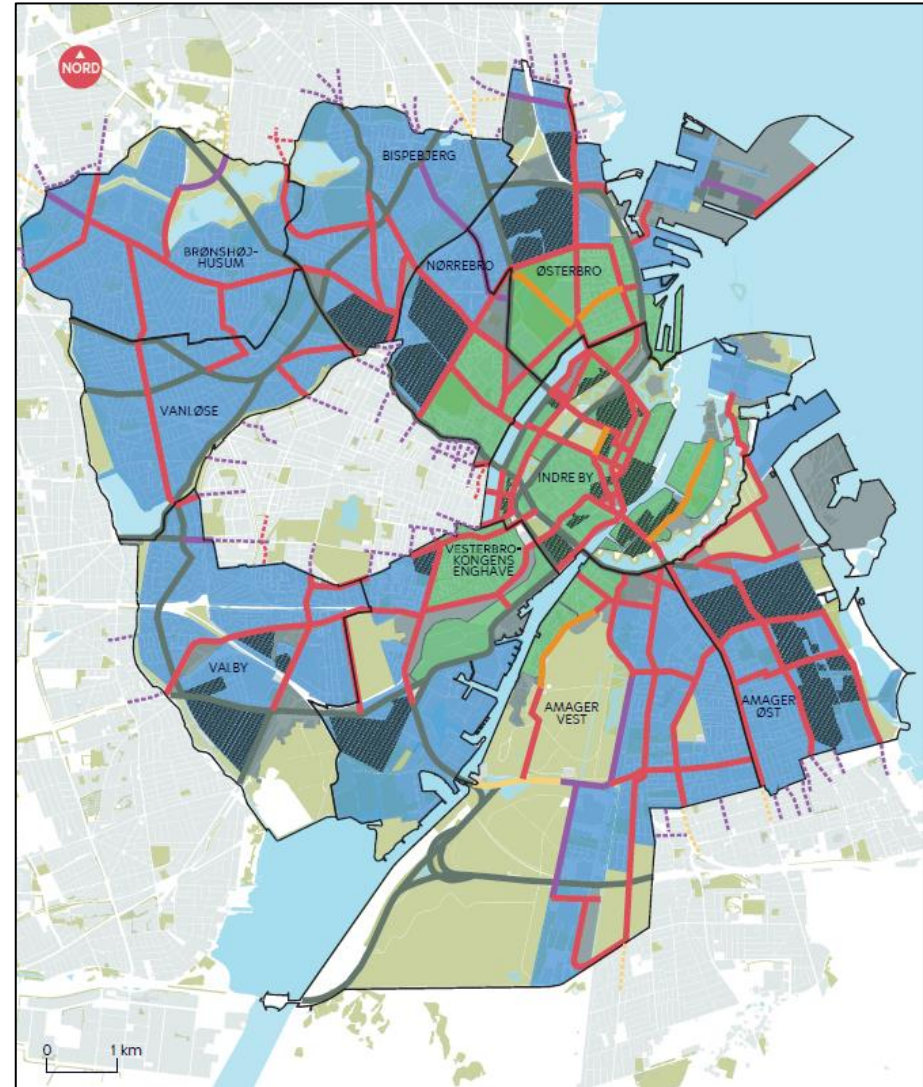 NORD
BISPEBJERG
BRØNSHØJ-
HUSUM
NØRREBRO
ØSTERBRO
VANLØSE
INDRE BY
VESTERBRO-
KONGENS
ENGHAVE
VALBY
AMAGER
VEST
AMAGER
ØST
0 1 km